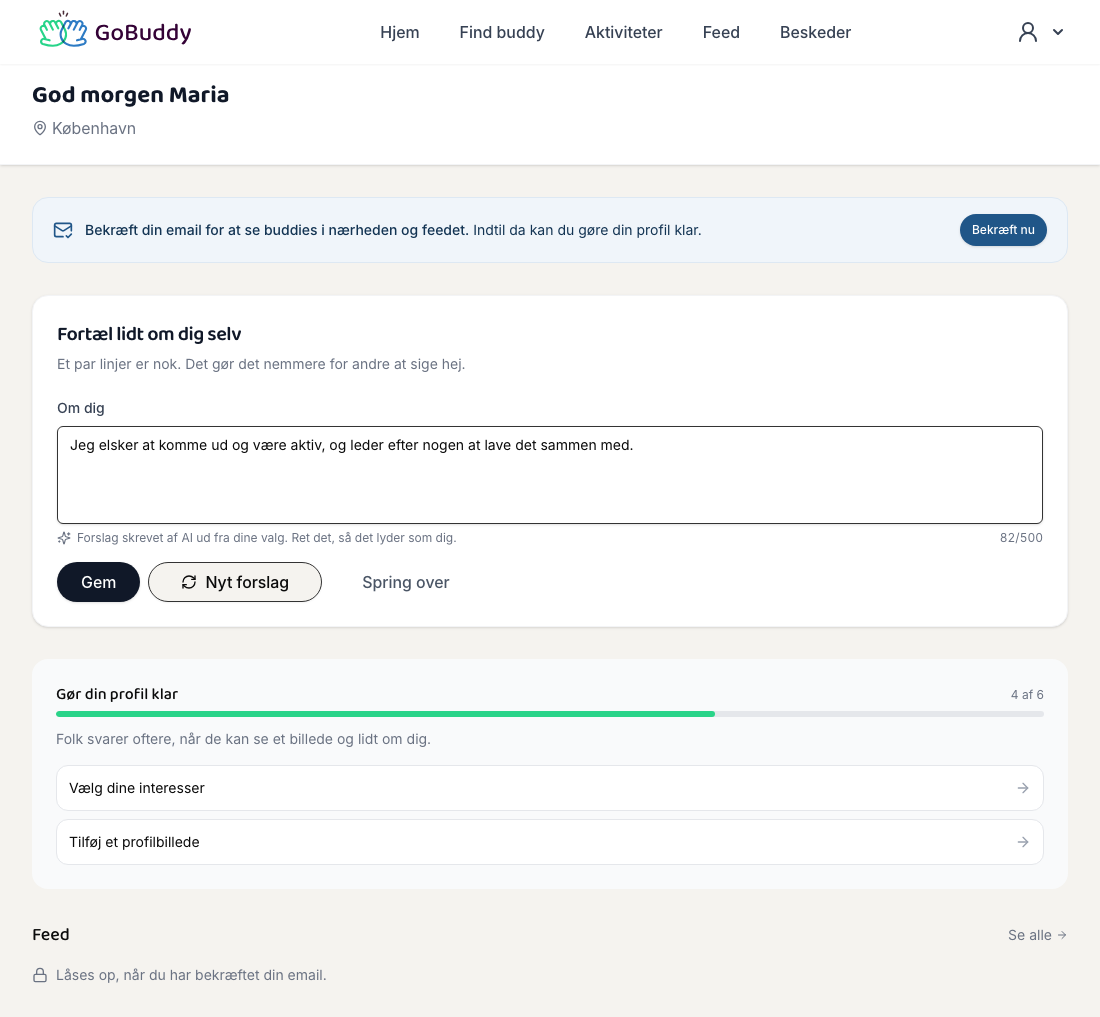 GoBuddy
Hjem
Find buddy
Aktiviteter
Feed
Beskeder
God morgen Maria
København
Bekræft din email for at se buddies i nærheden og feedet. Indtil da kan du gøre din profil klar.
Bekræft nu
Fortæl lidt om dig selv
Et par linjer er nok. Det gør det nemmere for andre at sige hej.
Om dig
Jeg elsker at komme ud og være aktiv, og leder efter nogen at lave det sammen med.
Forslag skrevet af AI ud fra dine valg. Ret det, så det lyder som dig.
82/500
Gem
Nyt forslag
Spring over
Gør din profil klar
4 af 6
Folk svarer oftere, når de kan se et billede og lidt om dig.
Vælg dine interesser
Tilføj et profilbillede
Feed
Se alle
Låses op, når du har bekræftet din email.